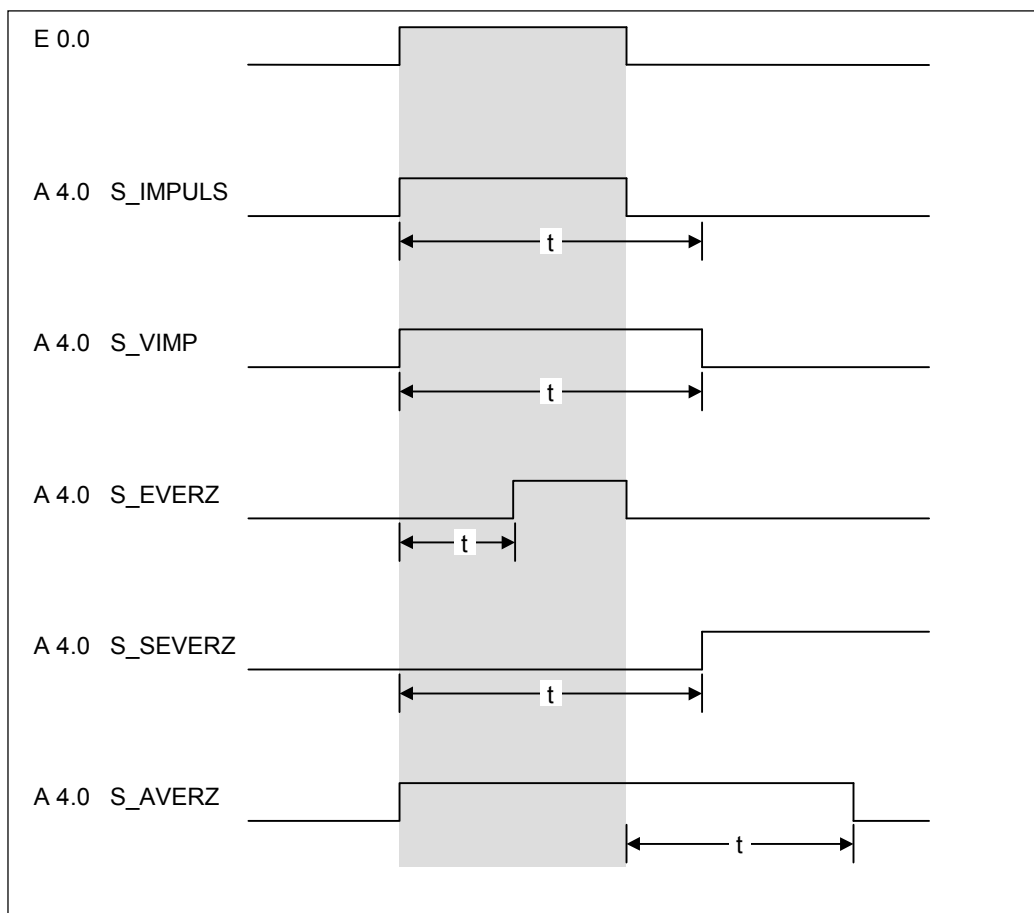 E 0.0
A 4.0 S_IMPULS
t
A 4.0 S_VIMP
t
A 4.0 S_EVERZ
t
A 4.0 S_SEVERZ
t
A 4.0 S_AVERZ
t